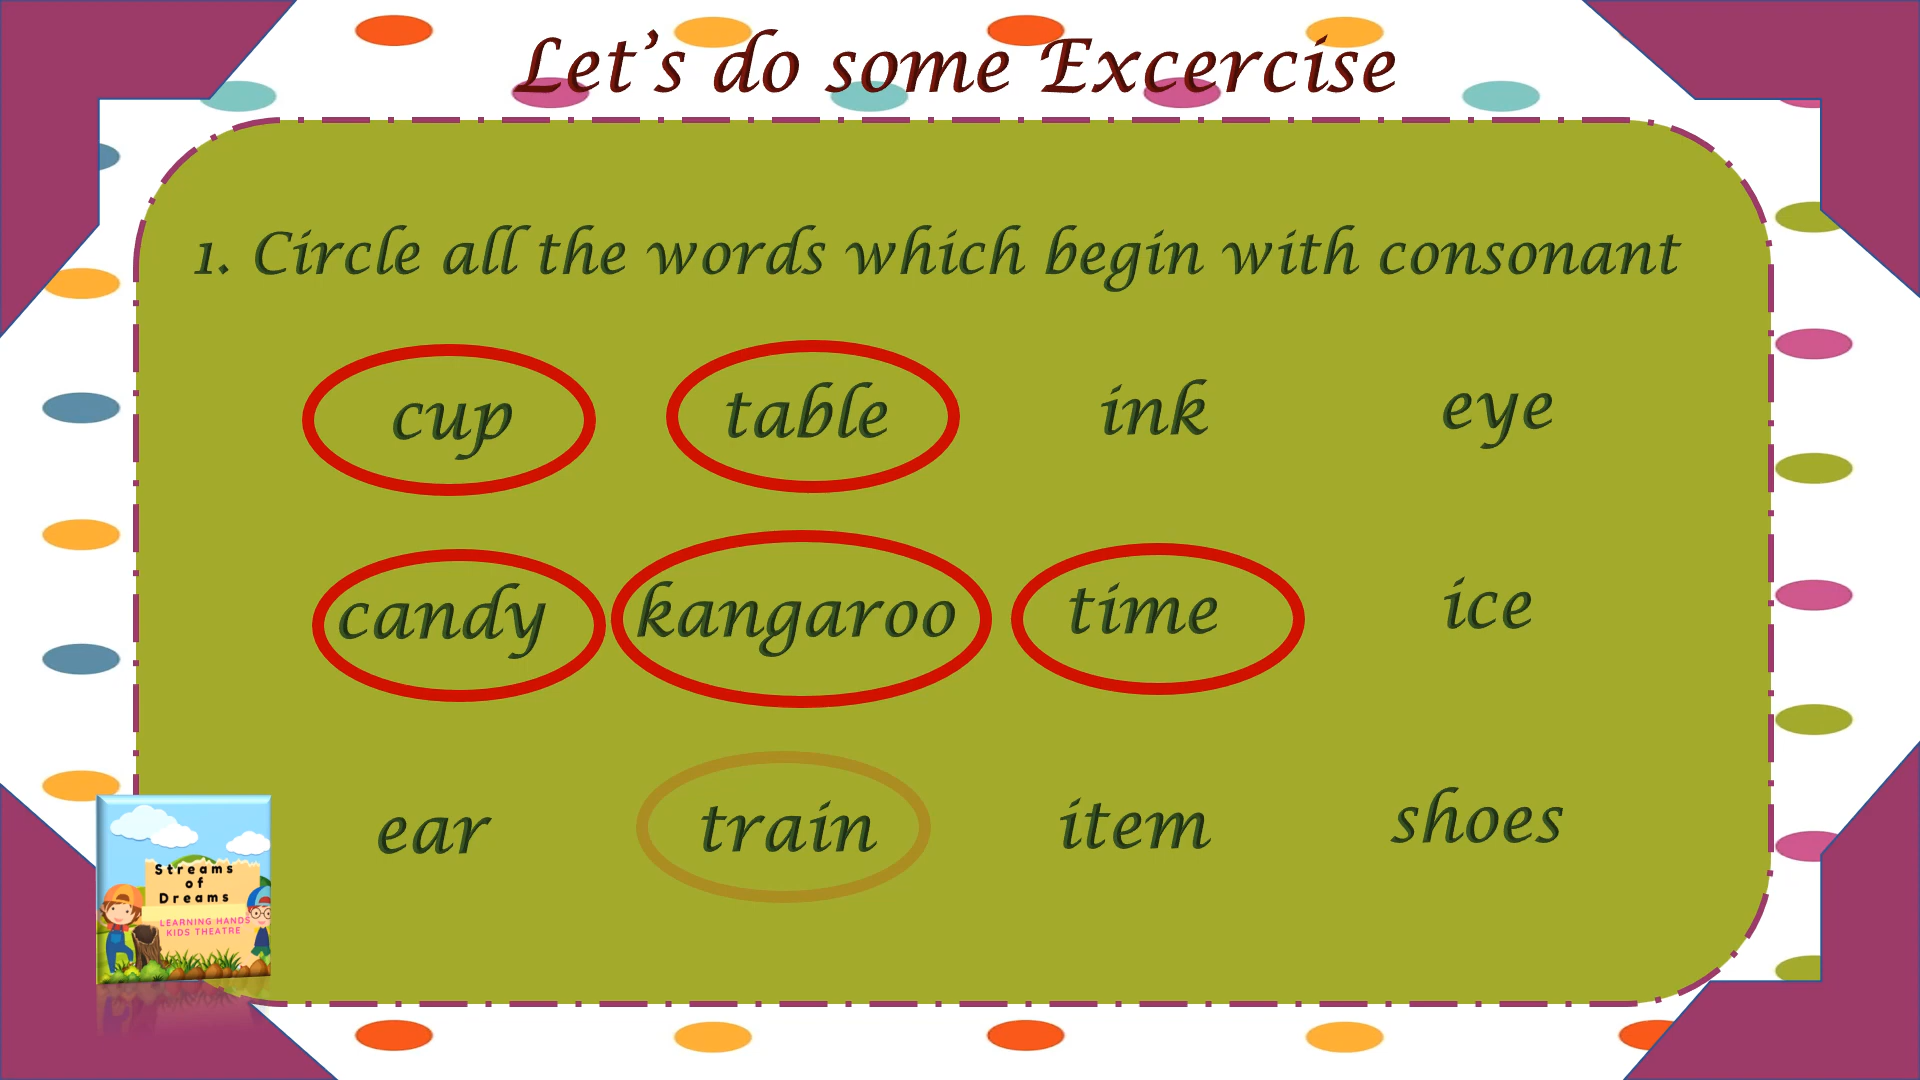 Let's do some Excercise
1. Circle all the words which begin with consonant
cup table ink eye
candy kangaroo time ice
ear train item shoes
Streams
of
Dreams
LEARNING HANDS
KIDS THEATRE